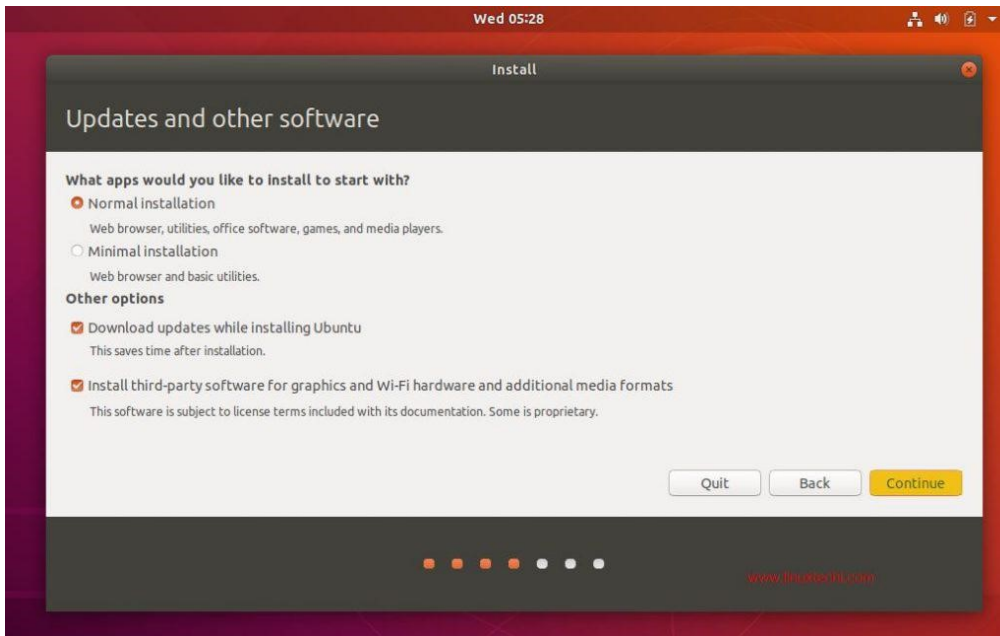 Wed 05:28
Install
Updates and other software
What apps would you like to install to start with?
Normal installation
Web browser, utilities, office software, games, and media players.
Minimal installation
Web browser and basic utilities.
Other options
Download updates while installing Ubuntu
This saves time after installation.
Install third-party software for graphics and Wi-Fi hardware and additional media formats
This software is subject to license terms included with its documentation. Some is proprietary.
Quit Back Continue